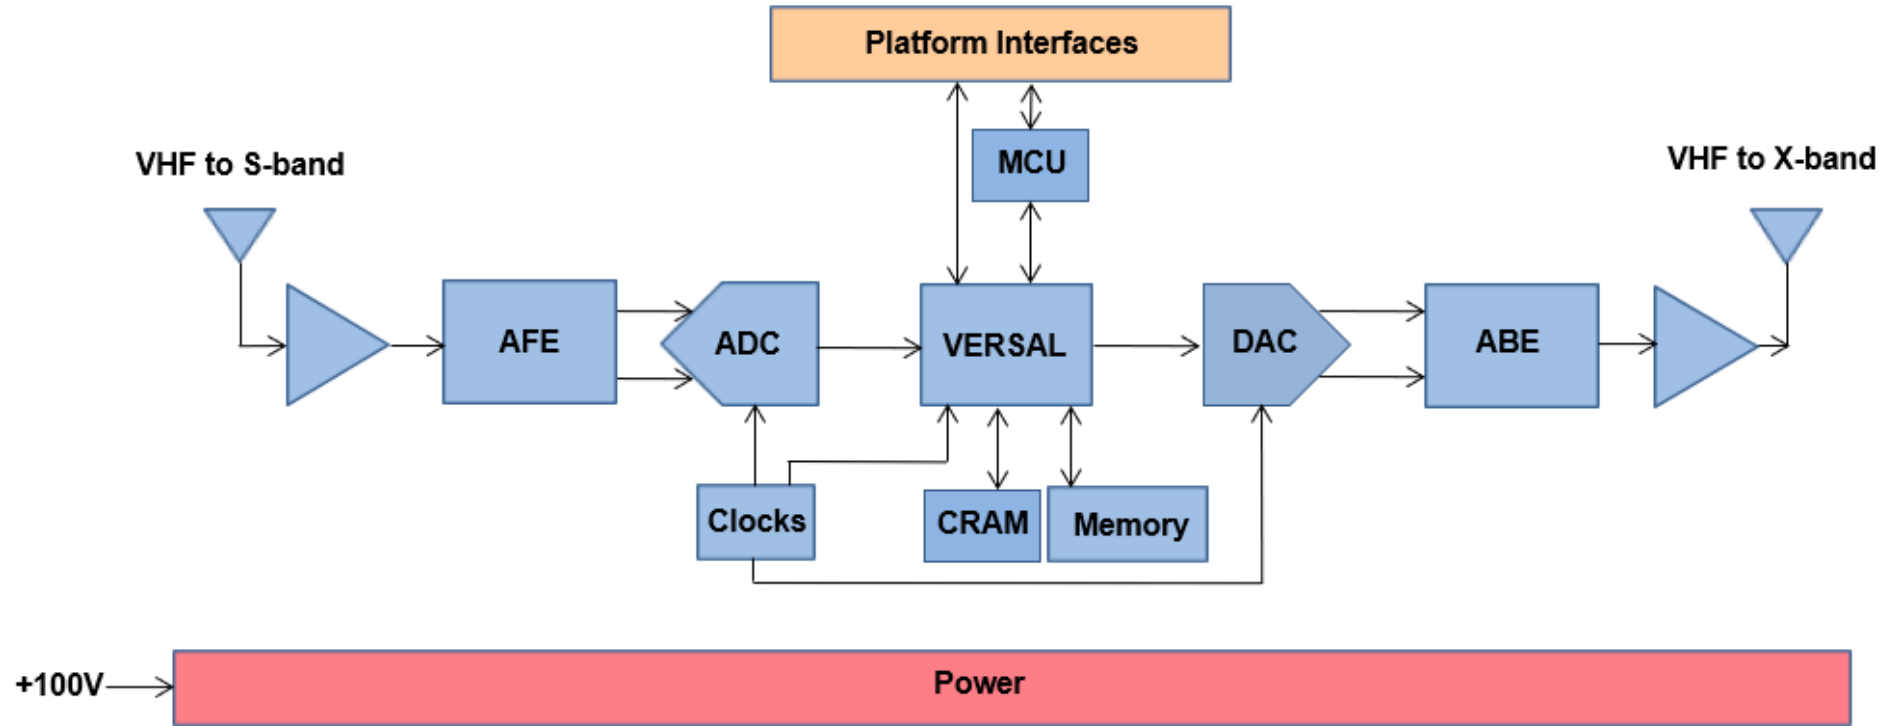 Platform Interfaces
MCU
VHF to S-band
VHF to X-band
AFE
ADC
VERSAL
DAC
ABE
Clocks
CRAM
Memory
+100V
Power